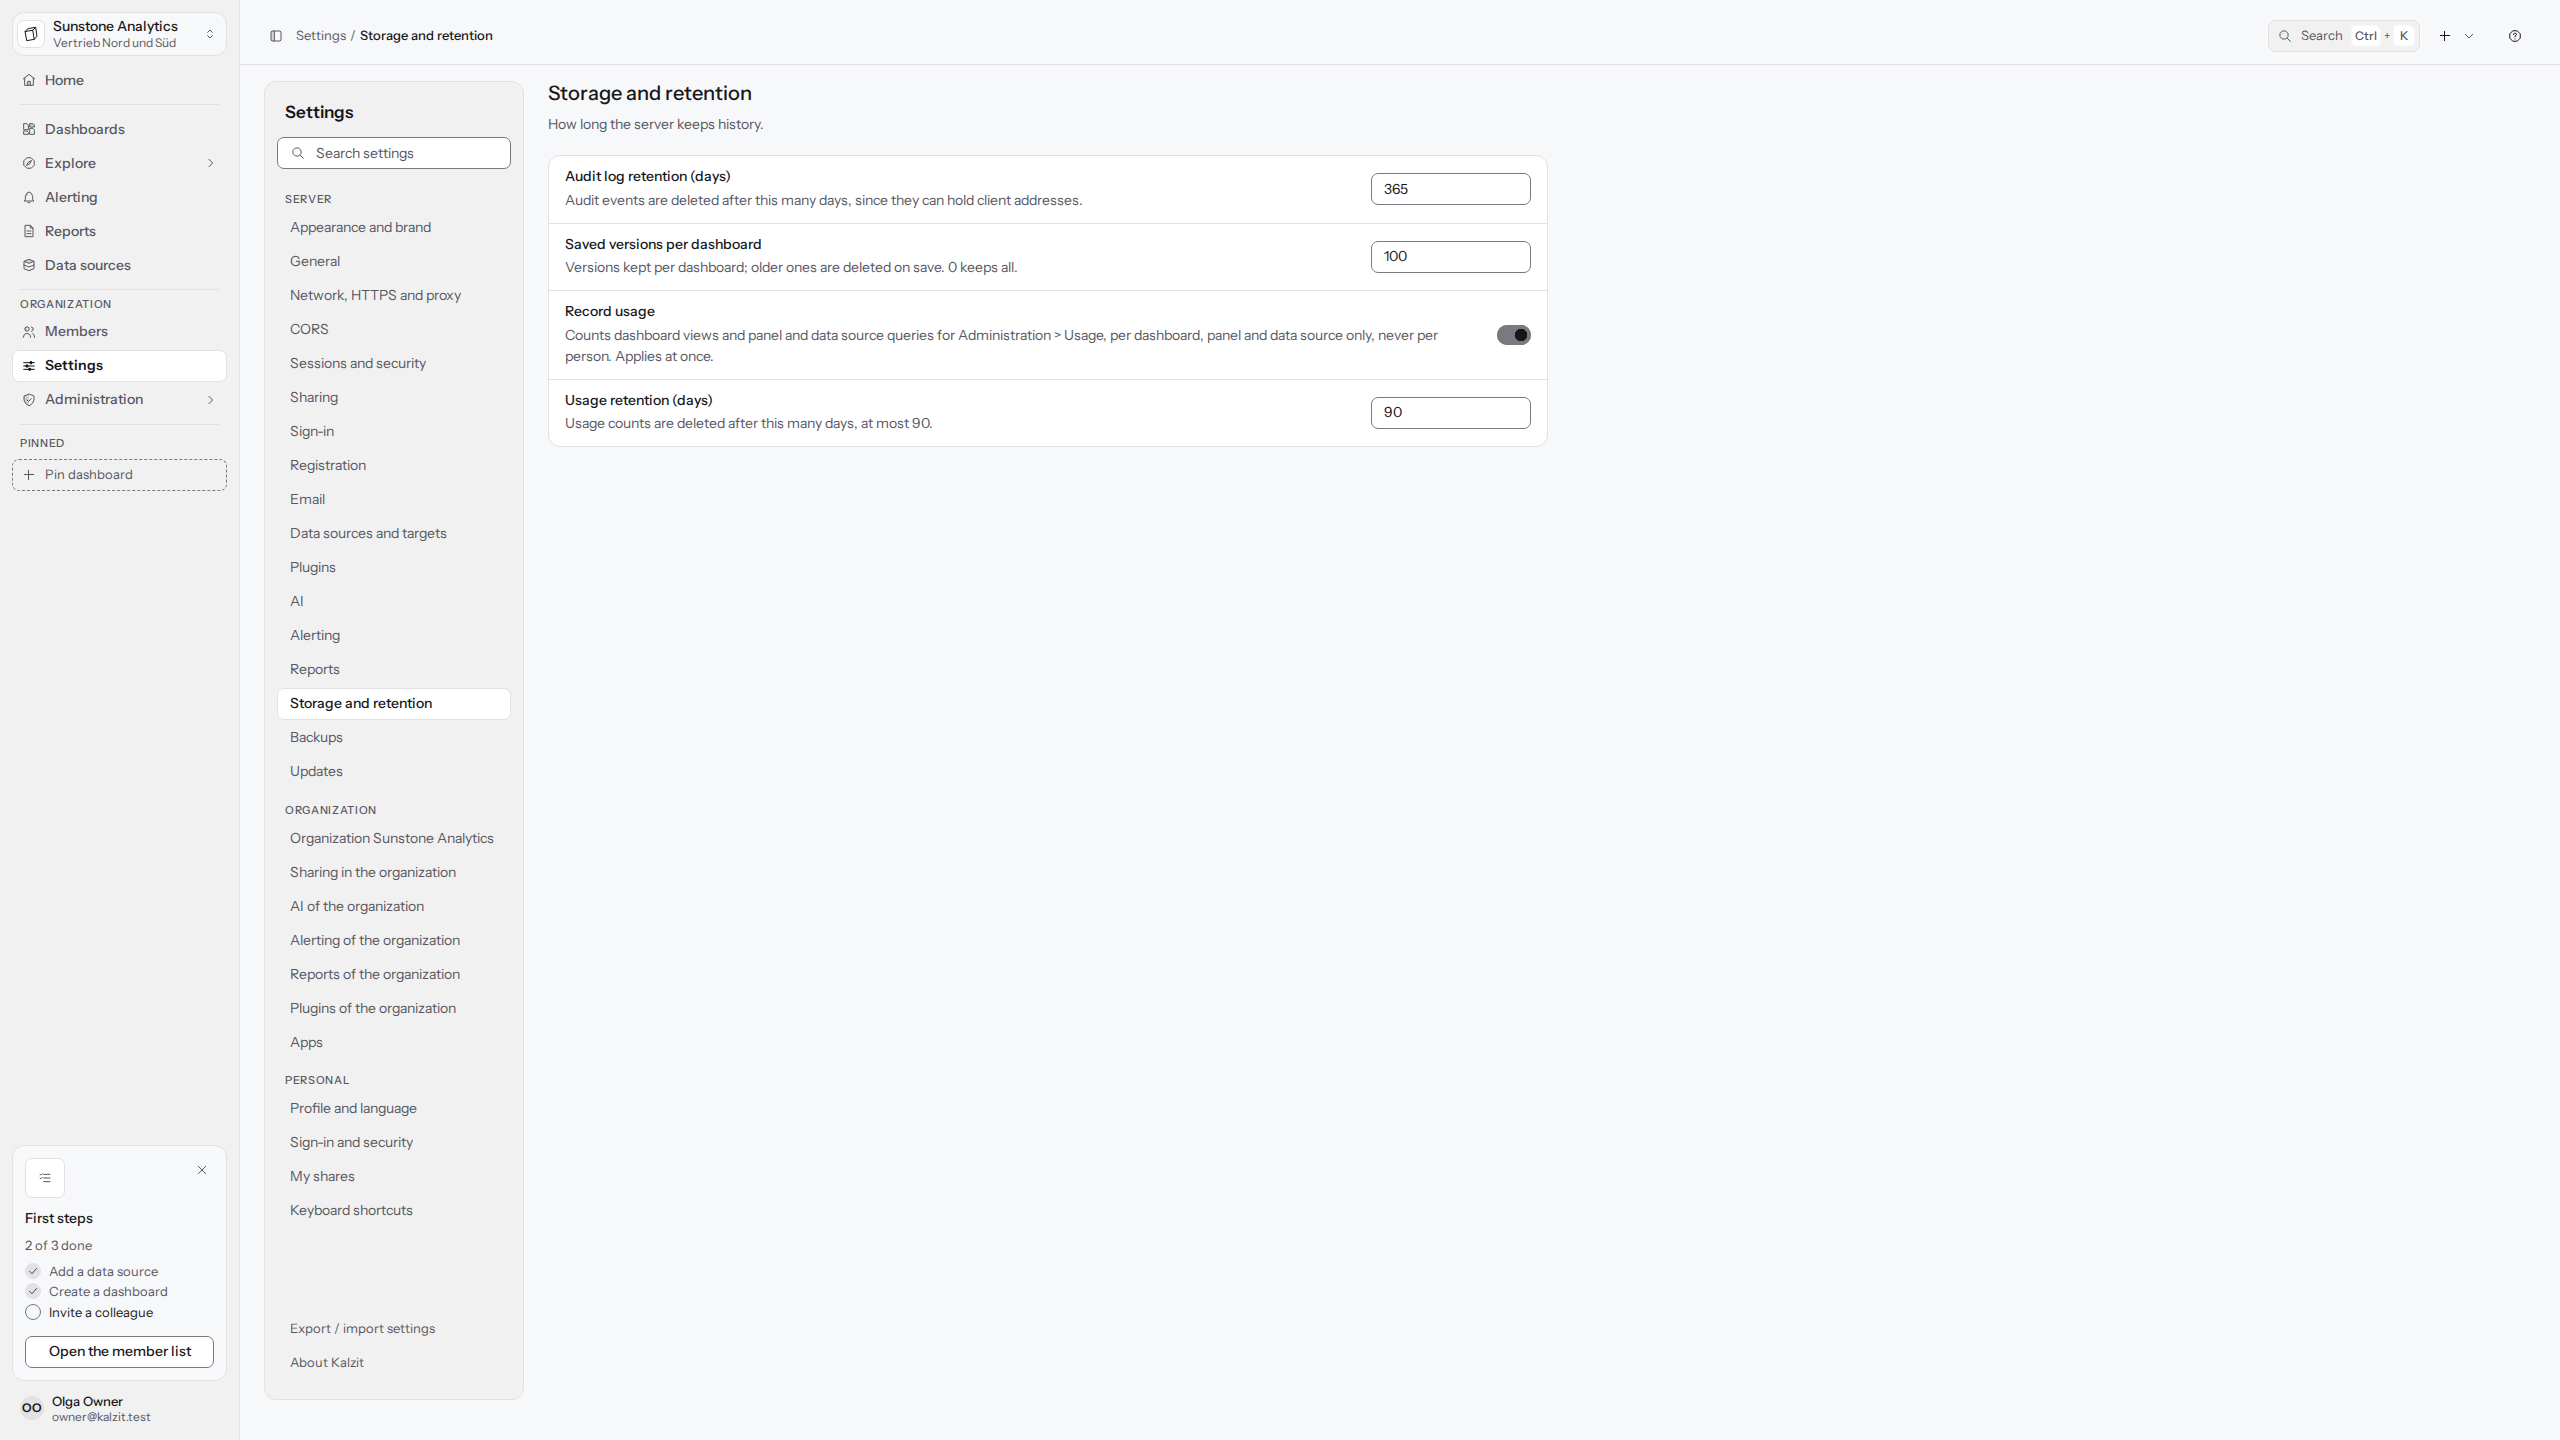 Sunstone Analytics
Vertrieb Nord und Süd
Home
Dashboards
Explore
Alerting
Reports
Data sources
ORGANIZATION
Members
Settings
Administration
PINNED
Pin dashboard
First steps
2 of 3 done
Add a data source
Create a dashboard
Invite a colleague
Open the member list
OO
Olga Owner
owner@kalzit.test
Settings / Storage and retention
Search Ctrl + K
Settings
Search settings
SERVER
Appearance and brand
General
Network, HTTPS and proxy
CORS
Sessions and security
Sharing
Sign-in
Registration
Email
Data sources and targets
Plugins
AI
Alerting
Reports
Storage and retention
Backups
Updates
ORGANIZATION
Organization Sunstone Analytics
Sharing in the organization
AI of the organization
Alerting of the organization
Reports of the organization
Plugins of the organization
Apps
PERSONAL
Profile and language
Sign-in and security
My shares
Keyboard shortcuts
Export / import settings
About Kalzit
Storage and retention
How long the server keeps history.
Audit log retention (days)
Audit events are deleted after this many days, since they can hold client addresses.
365
Saved versions per dashboard
Versions kept per dashboard; older ones are deleted on save. 0 keeps all.
100
Record usage
Counts dashboard views and panel and data source queries for Administration > Usage, per dashboard, panel and data source only, never per
person. Applies at once.
Usage retention (days)
Usage counts are deleted after this many days, at most 90.
90